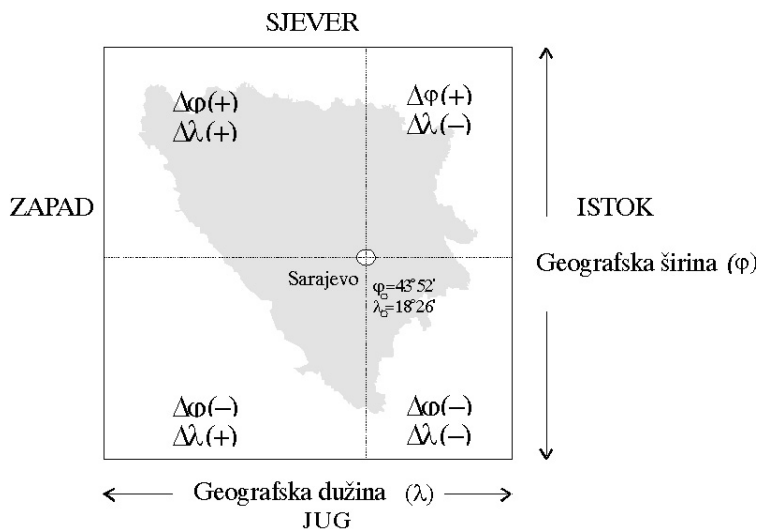 SJEVER
Δφ(+)
Δλ(+)
Δφ(+)
Δλ(−)
ZAPAD
ISTOK
Geografska širina (φ)
Sarajevo
φ₀=43°52'
λ₀=18°26'
Δφ(−)
Δλ(+)
Δφ(−)
Δλ(−)
Geografska dužina (λ)
JUG